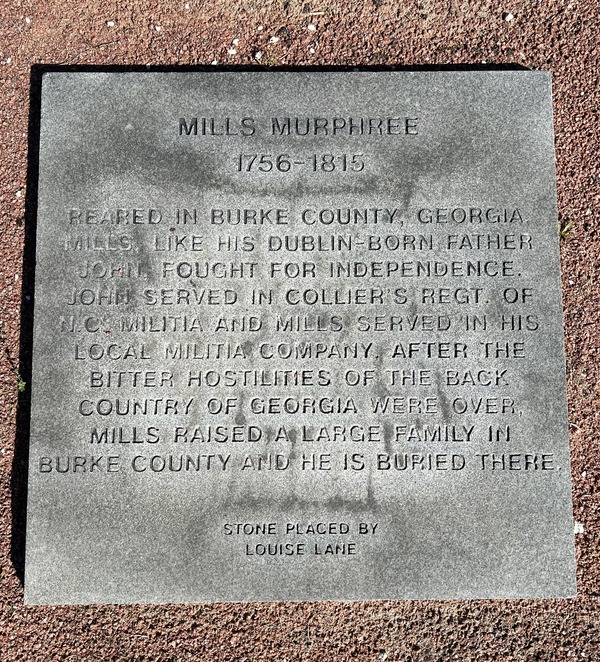 MILLS MURPHREE
1756-1815
REARED IN BURKE COUNTY, GEORGIA,
MILLS, LIKE HIS DUBLIN-BORN FATHER
JOHN, FOUGHT FOR INDEPENDENCE.
JOHN SERVED IN COLLIER'S REGT. OF
N.C. MILITIA AND MILLS SERVED IN HIS
LOCAL MILITIA COMPANY. AFTER THE
BITTER HOSTILITIES OF THE BACK
COUNTRY OF GEORGIA WERE OVER,
MILLS RAISED A LARGE FAMILY IN
BURKE COUNTY AND HE IS BURIED THERE.
STONE PLACED BY
LOUISE LANE